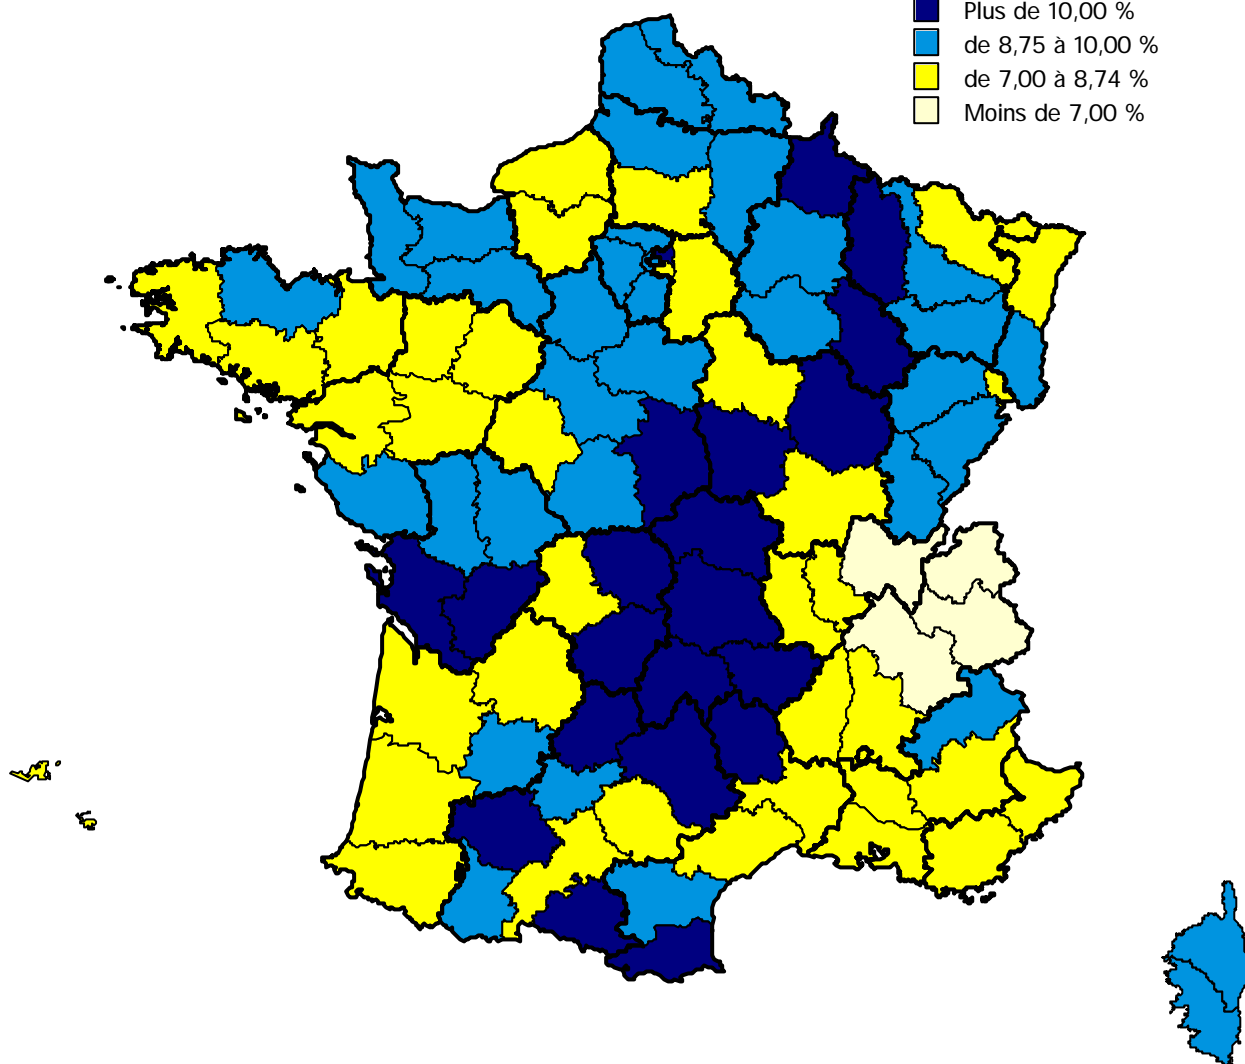 Plus de 10,00 %
de 8,75 à 10,00 %
de 7,00 à 8,74 %
Moins de 7,00 %